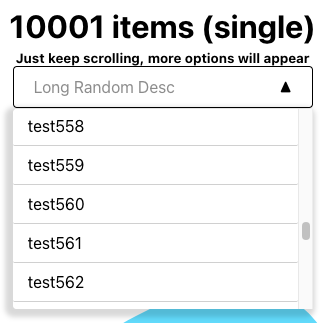 10001 items (single)
Just keep scrolling, more options will appear
Long Random Desc
test558
test559
test560
test561
test562